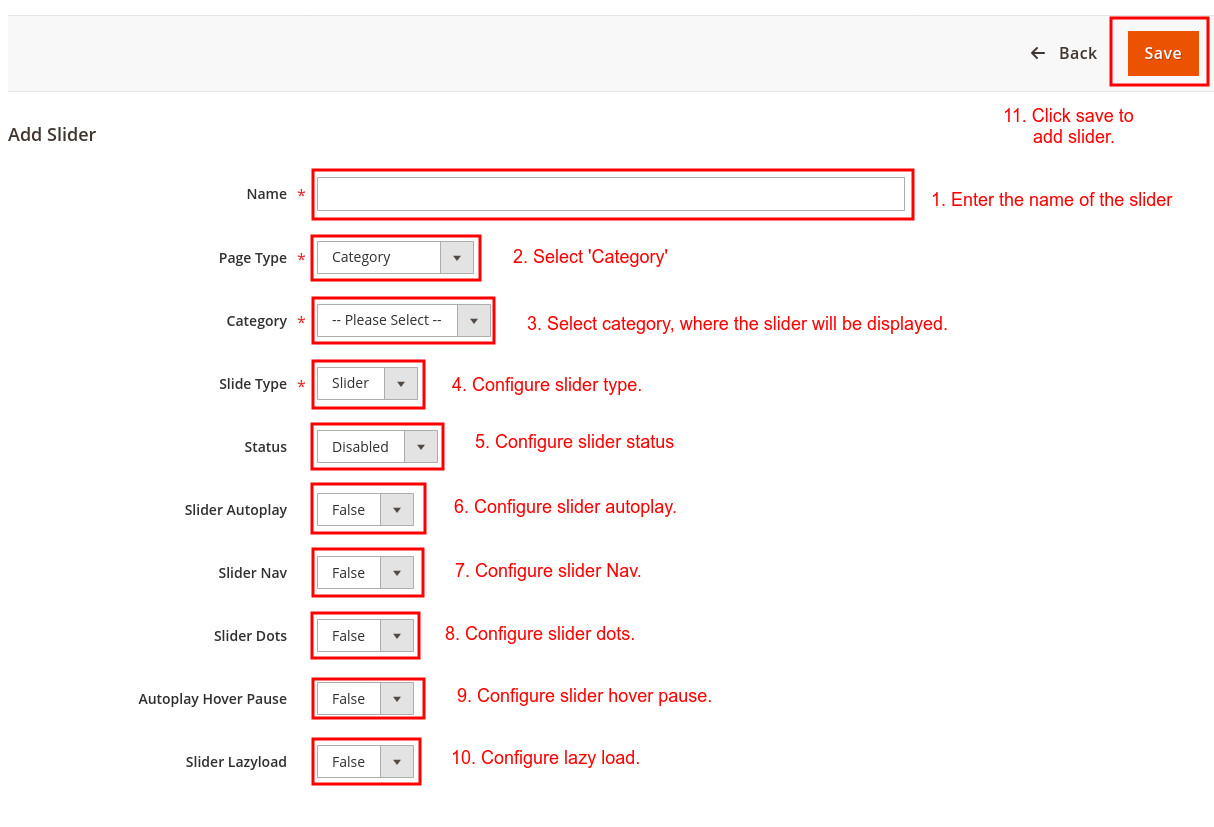 ← Back Save
11. Click save to
add slider.
Add Slider
Name * 1. Enter the name of the slider
Page Type * Category 2. Select 'Category'
Category * -- Please Select -- 3. Select category, where the slider will be displayed.
Slide Type * Slider 4. Configure slider type.
Status Disabled 5. Configure slider status
Slider Autoplay False 6. Configure slider autoplay.
Slider Nav False 7. Configure slider Nav.
Slider Dots False 8. Configure slider dots.
Autoplay Hover Pause False 9. Configure slider hover pause.
Slider Lazyload False 10. Configure lazy load.